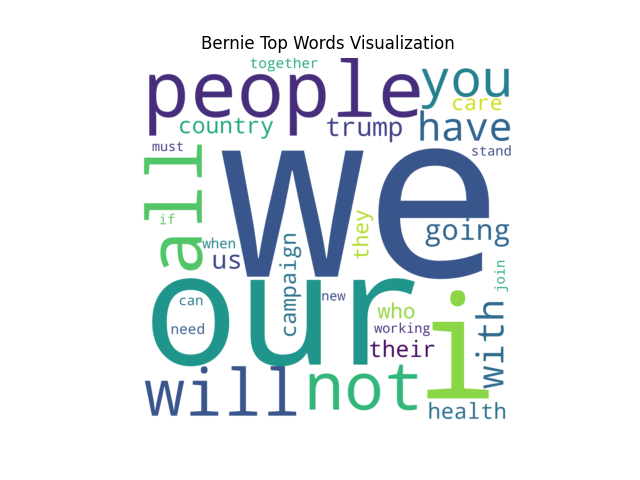 Bernie Top Words Visualization
together
people
you
care
country
trump
have
must
stand
all
we
if
they
going
when
us
campaign
join
our
can
new
i
need
who
working
with
their
will
not
health